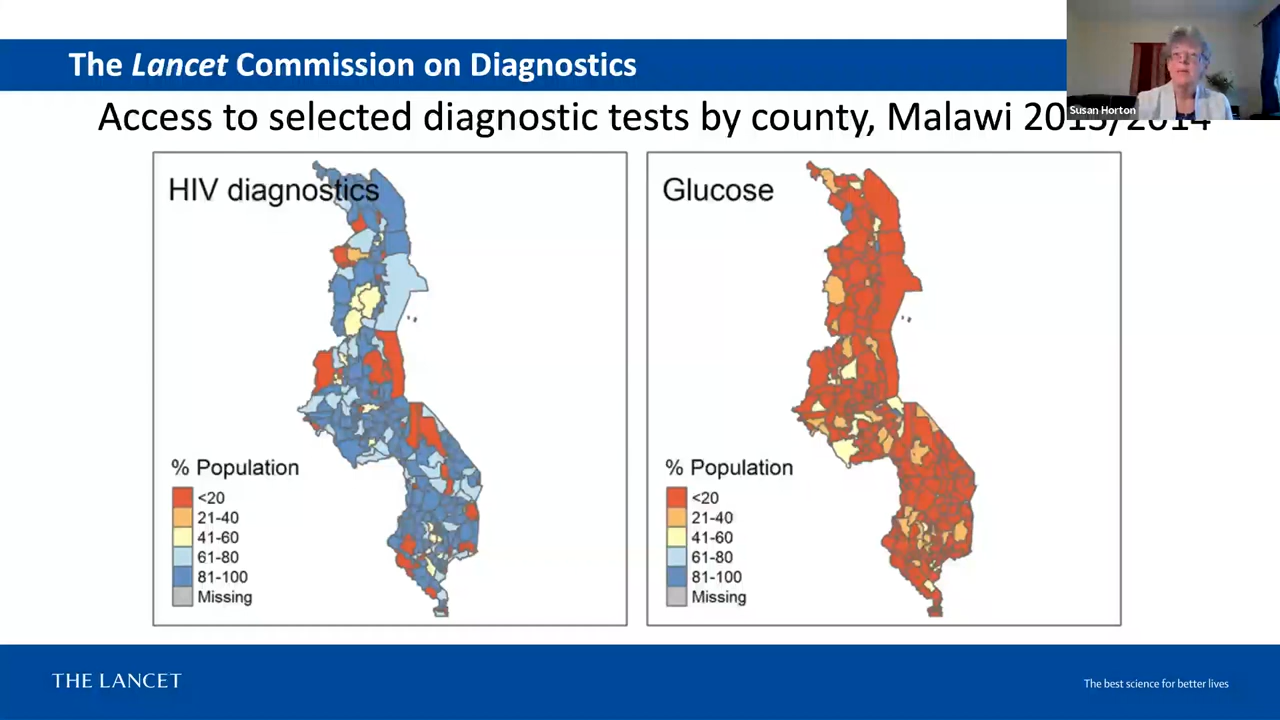 The Lancet Commission on Diagnostics
Access to selected diagnostic tests by county, Malawi 2013/2014
Susan Horton
HIV diagnostics
% Population
<20
21-40
41-60
61-80
81-100
Missing
Glucose
% Population
<20
21-40
41-60
61-80
81-100
Missing
THE LANCET
The best science for better lives